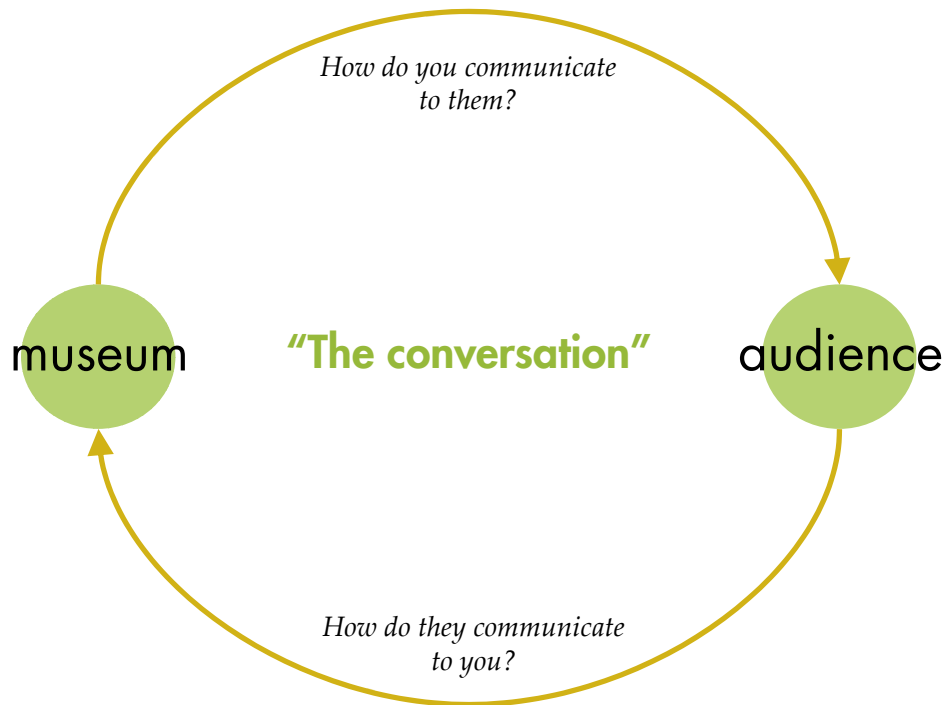 How do you communicate
to them?
museum
“The conversation”
audience
How do they communicate
to you?